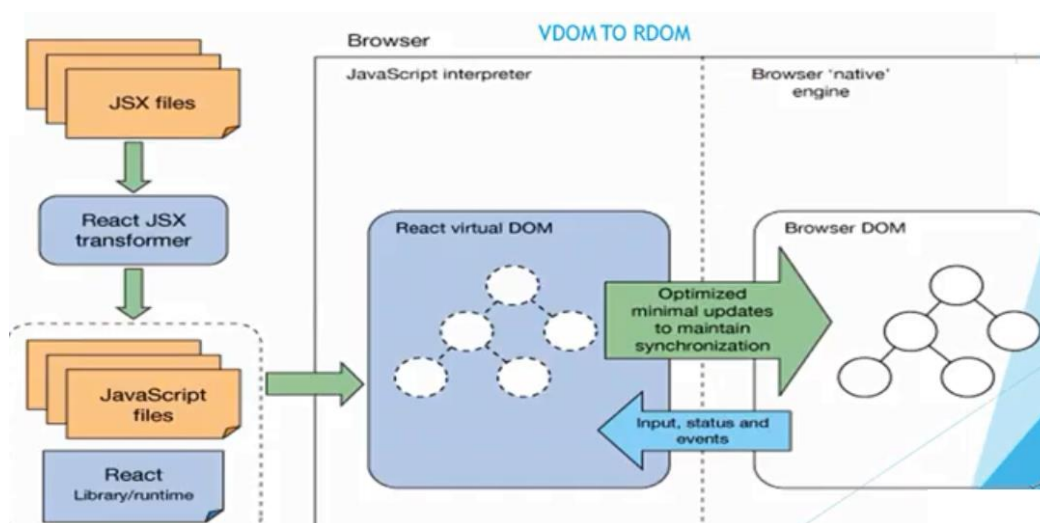 VDOM TO RDOM
Browser
JavaScript interpreter
Browser 'native'
engine
JSX files
React JSX
transformer
React virtual DOM
Browser DOM
Optimized
minimal updates
to maintain
synchronization
JavaScript
files
Input, status and
events
React
Library/runtime